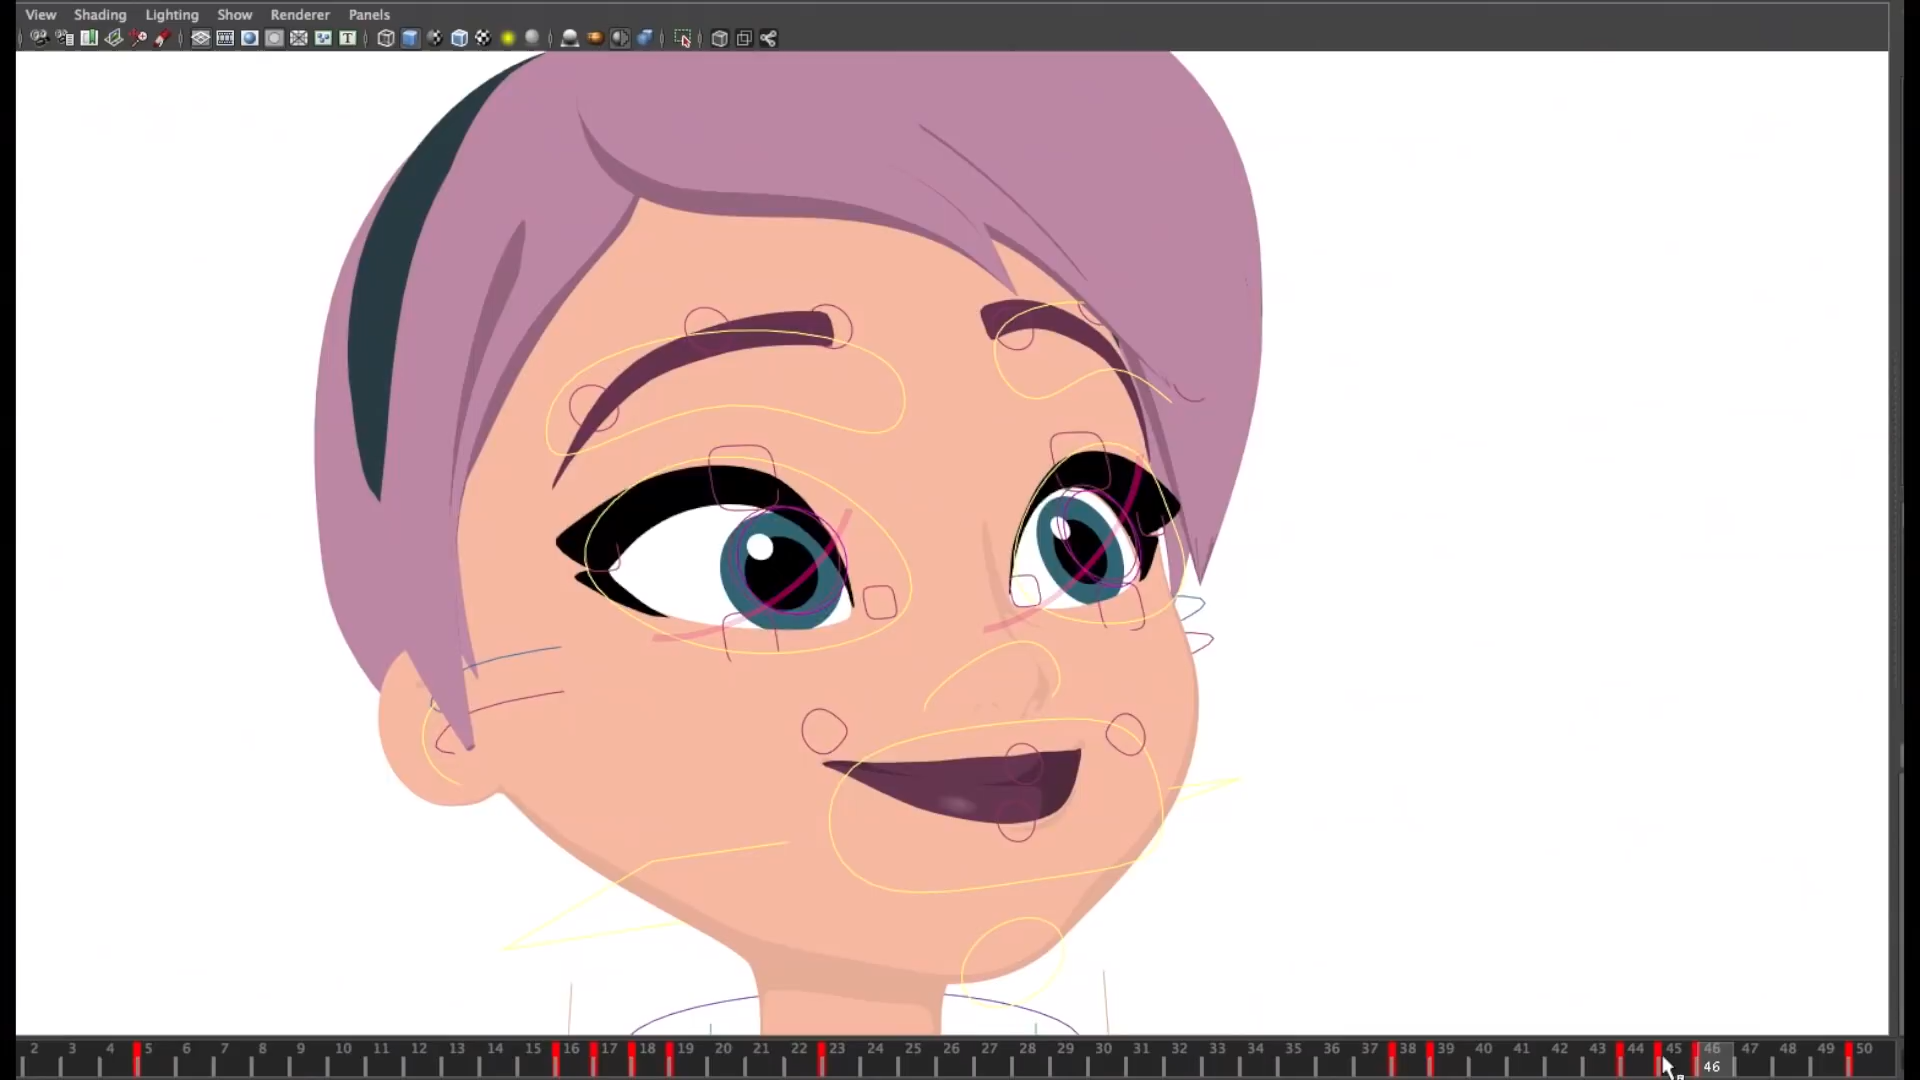 View Shading Lighting Show Renderer Panels
T
2 3 4 5 6 7 8 9 10 11 12 13 14 15 16 17 18 19 20 21 22 23 24 25 26 27 28 29 30 31 32 33 34 35 36 37 38 39 40 41 42 43 44 45 46 47 48 49 50
46